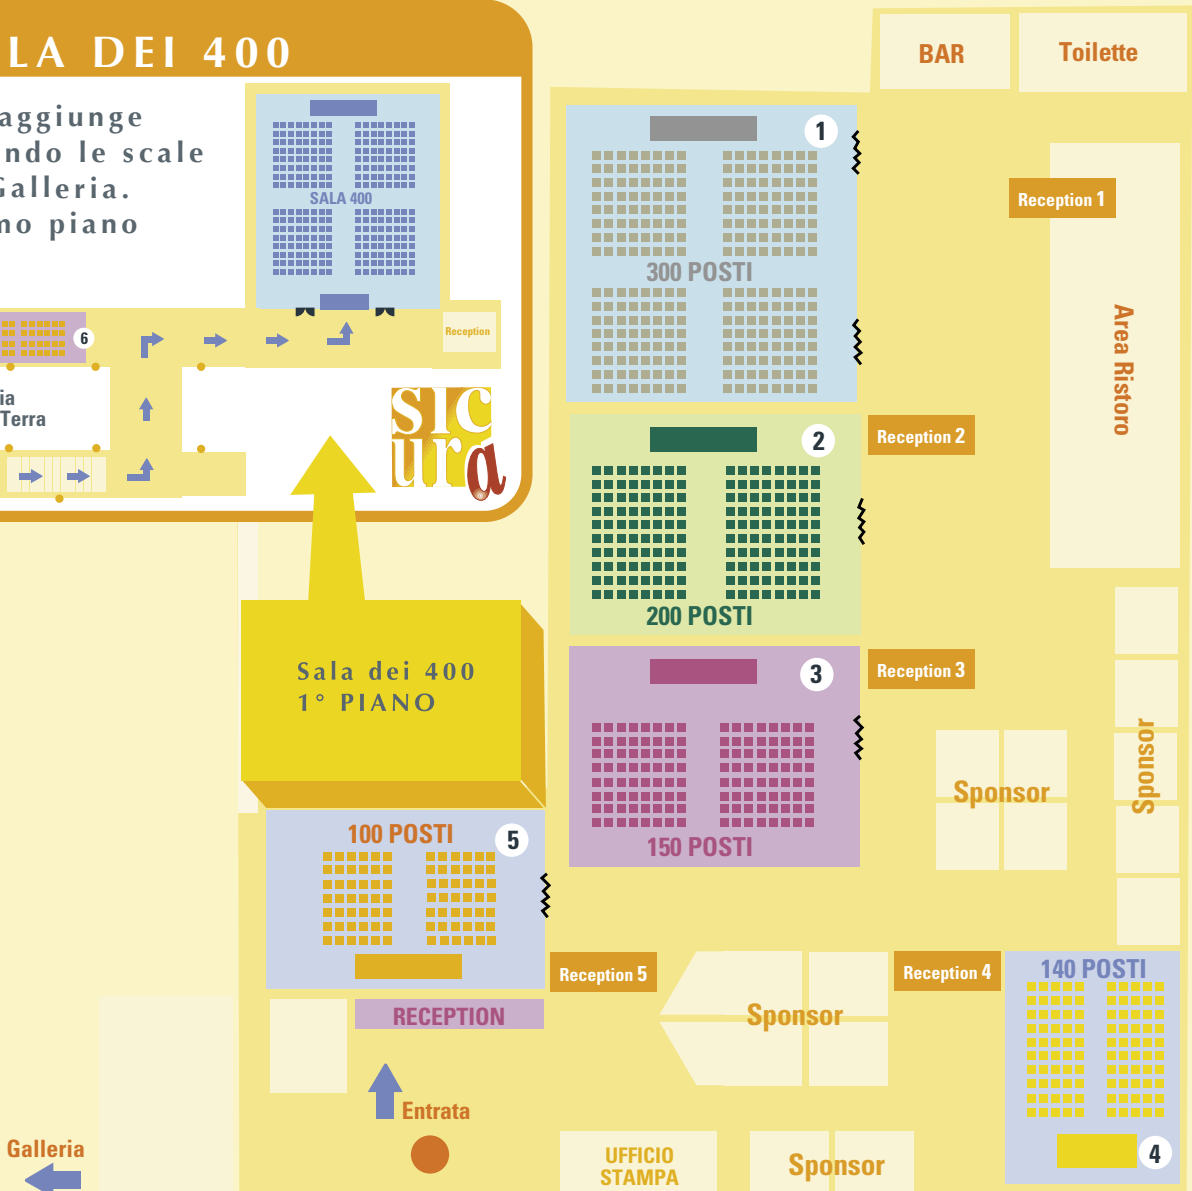 LA DEI 400
aggiunge
ndo le scale
Galleria.
mo piano
SALA 400
Reception
6
ia
Terra
sic
ura
Sala dei 400
1° PIANO
BAR
Toilette
1
300 POSTI
Reception 1
Area Ristoro
2
200 POSTI
Reception 2
3
150 POSTI
Reception 3
Sponsor
Sponsor
100 POSTI
5
Reception 5
RECEPTION
Entrata
Galleria
Sponsor
Reception 4
140 POSTI
4
UFFICIO
STAMPA
Sponsor